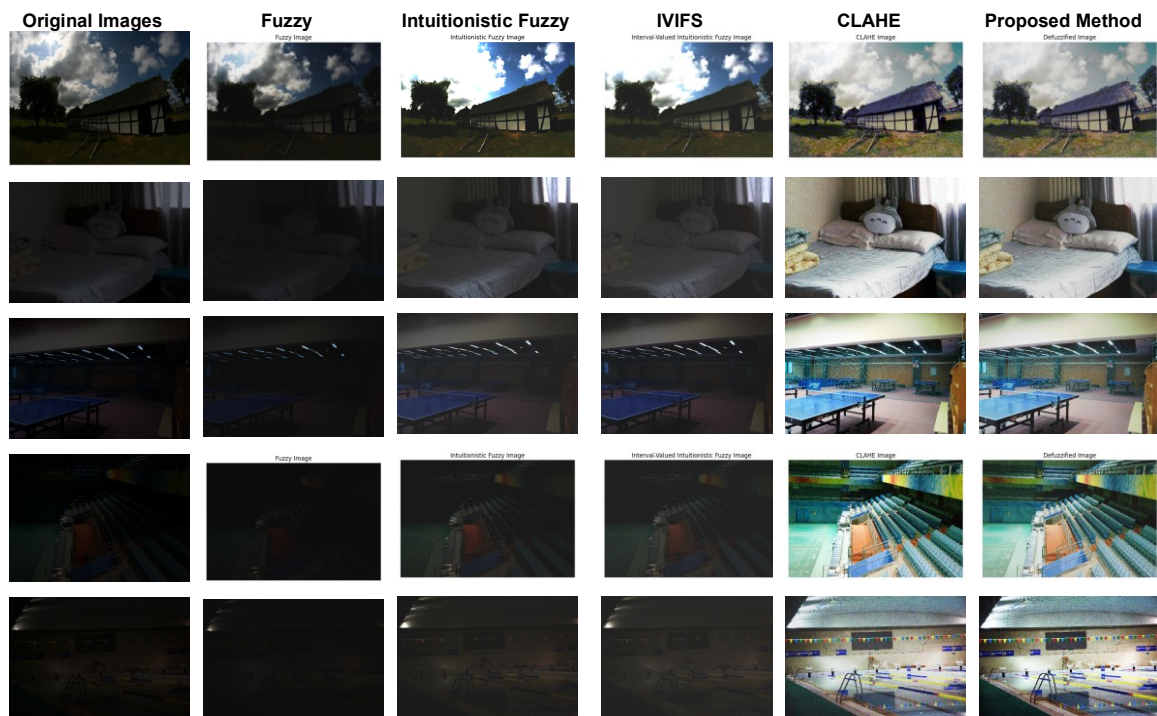 Original Images
Fuzzy
Intuitionistic Fuzzy
IVIFS
CLAHE
Proposed Method
Fuzzy Image
Intuitionistic Fuzzy Image
Interval-Valued Intuitionistic Fuzzy Image
CLAHE Image
Defuzzified Image
Fuzzy Image
Intuitionistic Fuzzy Image
Interval-Valued Intuitionistic Fuzzy Image
CLAHE Image
Defuzzified Image